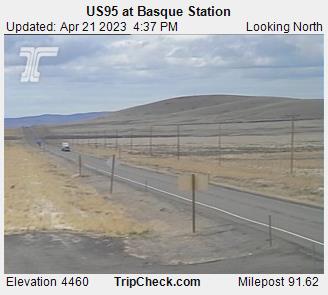 US95 at Basque Station
Updated: Apr 21 2023 4:37 PM Looking North
Elevation 4460 TripCheck.com Milepost 91.62